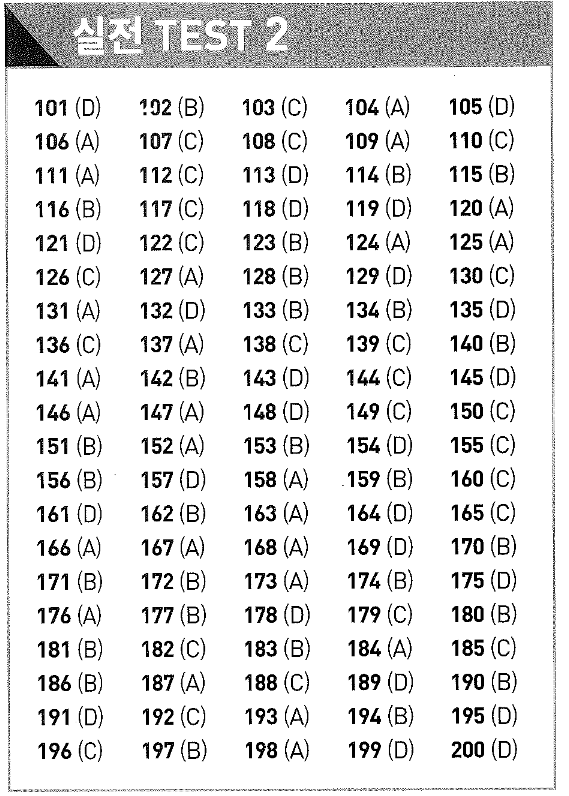 실전 TEST 2
101 (D) 102 (B) 103 (C) 104 (A) 105 (D)
106 (A) 107 (C) 108 (C) 109 (A) 110 (C)
111 (A) 112 (C) 113 (D) 114 (B) 115 (B)
116 (B) 117 (C) 118 (D) 119 (D) 120 (A)
121 (D) 122 (C) 123 (B) 124 (A) 125 (A)
126 (C) 127 (A) 128 (B) 129 (D) 130 (C)
131 (A) 132 (D) 133 (B) 134 (B) 135 (D)
136 (C) 137 (A) 138 (C) 139 (C) 140 (B)
141 (A) 142 (B) 143 (D) 144 (C) 145 (D)
146 (A) 147 (A) 148 (D) 149 (C) 150 (C)
151 (B) 152 (A) 153 (B) 154 (D) 155 (C)
156 (B) 157 (D) 158 (A) 159 (B) 160 (C)
161 (D) 162 (B) 163 (A) 164 (D) 165 (C)
166 (A) 167 (A) 168 (A) 169 (D) 170 (B)
171 (B) 172 (B) 173 (A) 174 (B) 175 (D)
176 (A) 177 (B) 178 (D) 179 (C) 180 (B)
181 (B) 182 (C) 183 (B) 184 (A) 185 (C)
186 (B) 187 (A) 188 (C) 189 (D) 190 (B)
191 (D) 192 (C) 193 (A) 194 (B) 195 (D)
196 (C) 197 (B) 198 (A) 199 (D) 200 (D)